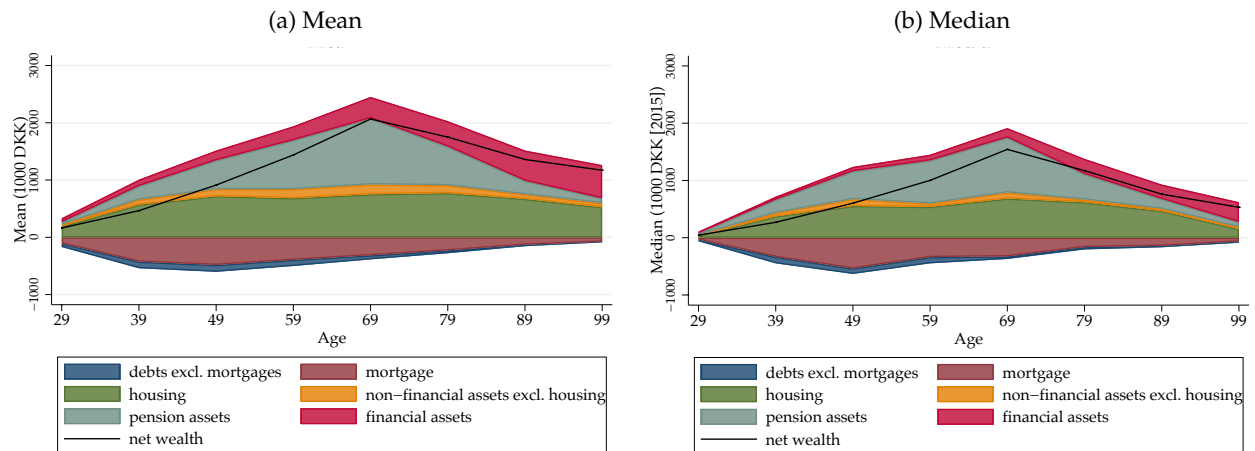 (a) Mean
Mean (1000 DKK)
3000
2000
1000
0
−1000
29 39 49 59 69 79 89 99
Age
debts excl. mortgages mortgage
housing non−financial assets excl. housing
pension assets financial assets
net wealth
(b) Median
Median (1000 DKK [2015])
3000
2000
1000
0
−1000
29 39 49 59 69 79 89 99
Age
debts excl. mortgages mortgage
housing non−financial assets excl. housing
pension assets financial assets
net wealth